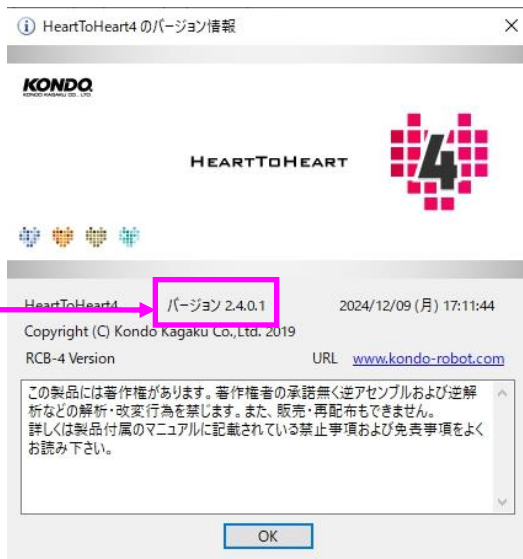 HeartToHeart4 のバージョン情報
KONDO
KONDO KAGAKU CO., LTD
HEARTTOHEART
4
HeartToHeart4 バージョン 2.4.0.1 2024/12/09 (月) 17:11:44
Copyright (C) Kondo Kagaku Co.,Ltd. 2019
RCB-4 Version URL www.kondo-robot.com
この製品には著作権があります。著作権者の承諾無く逆アセンブルおよび逆解
析などの解析・改変行為を禁じます。また、販売・再配布もできません。
詳しくは製品付属のマニュアルに記載されている禁止事項および免責事項をよく
お読み下さい。
OK